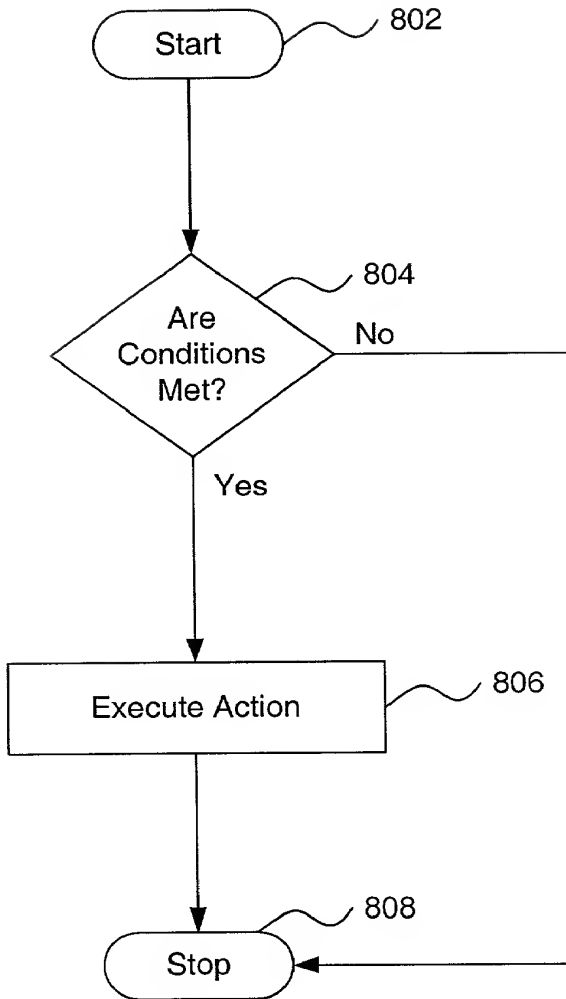 Start
802
804
Are
Conditions
Met?
No
Yes
Execute Action
806
808
Stop